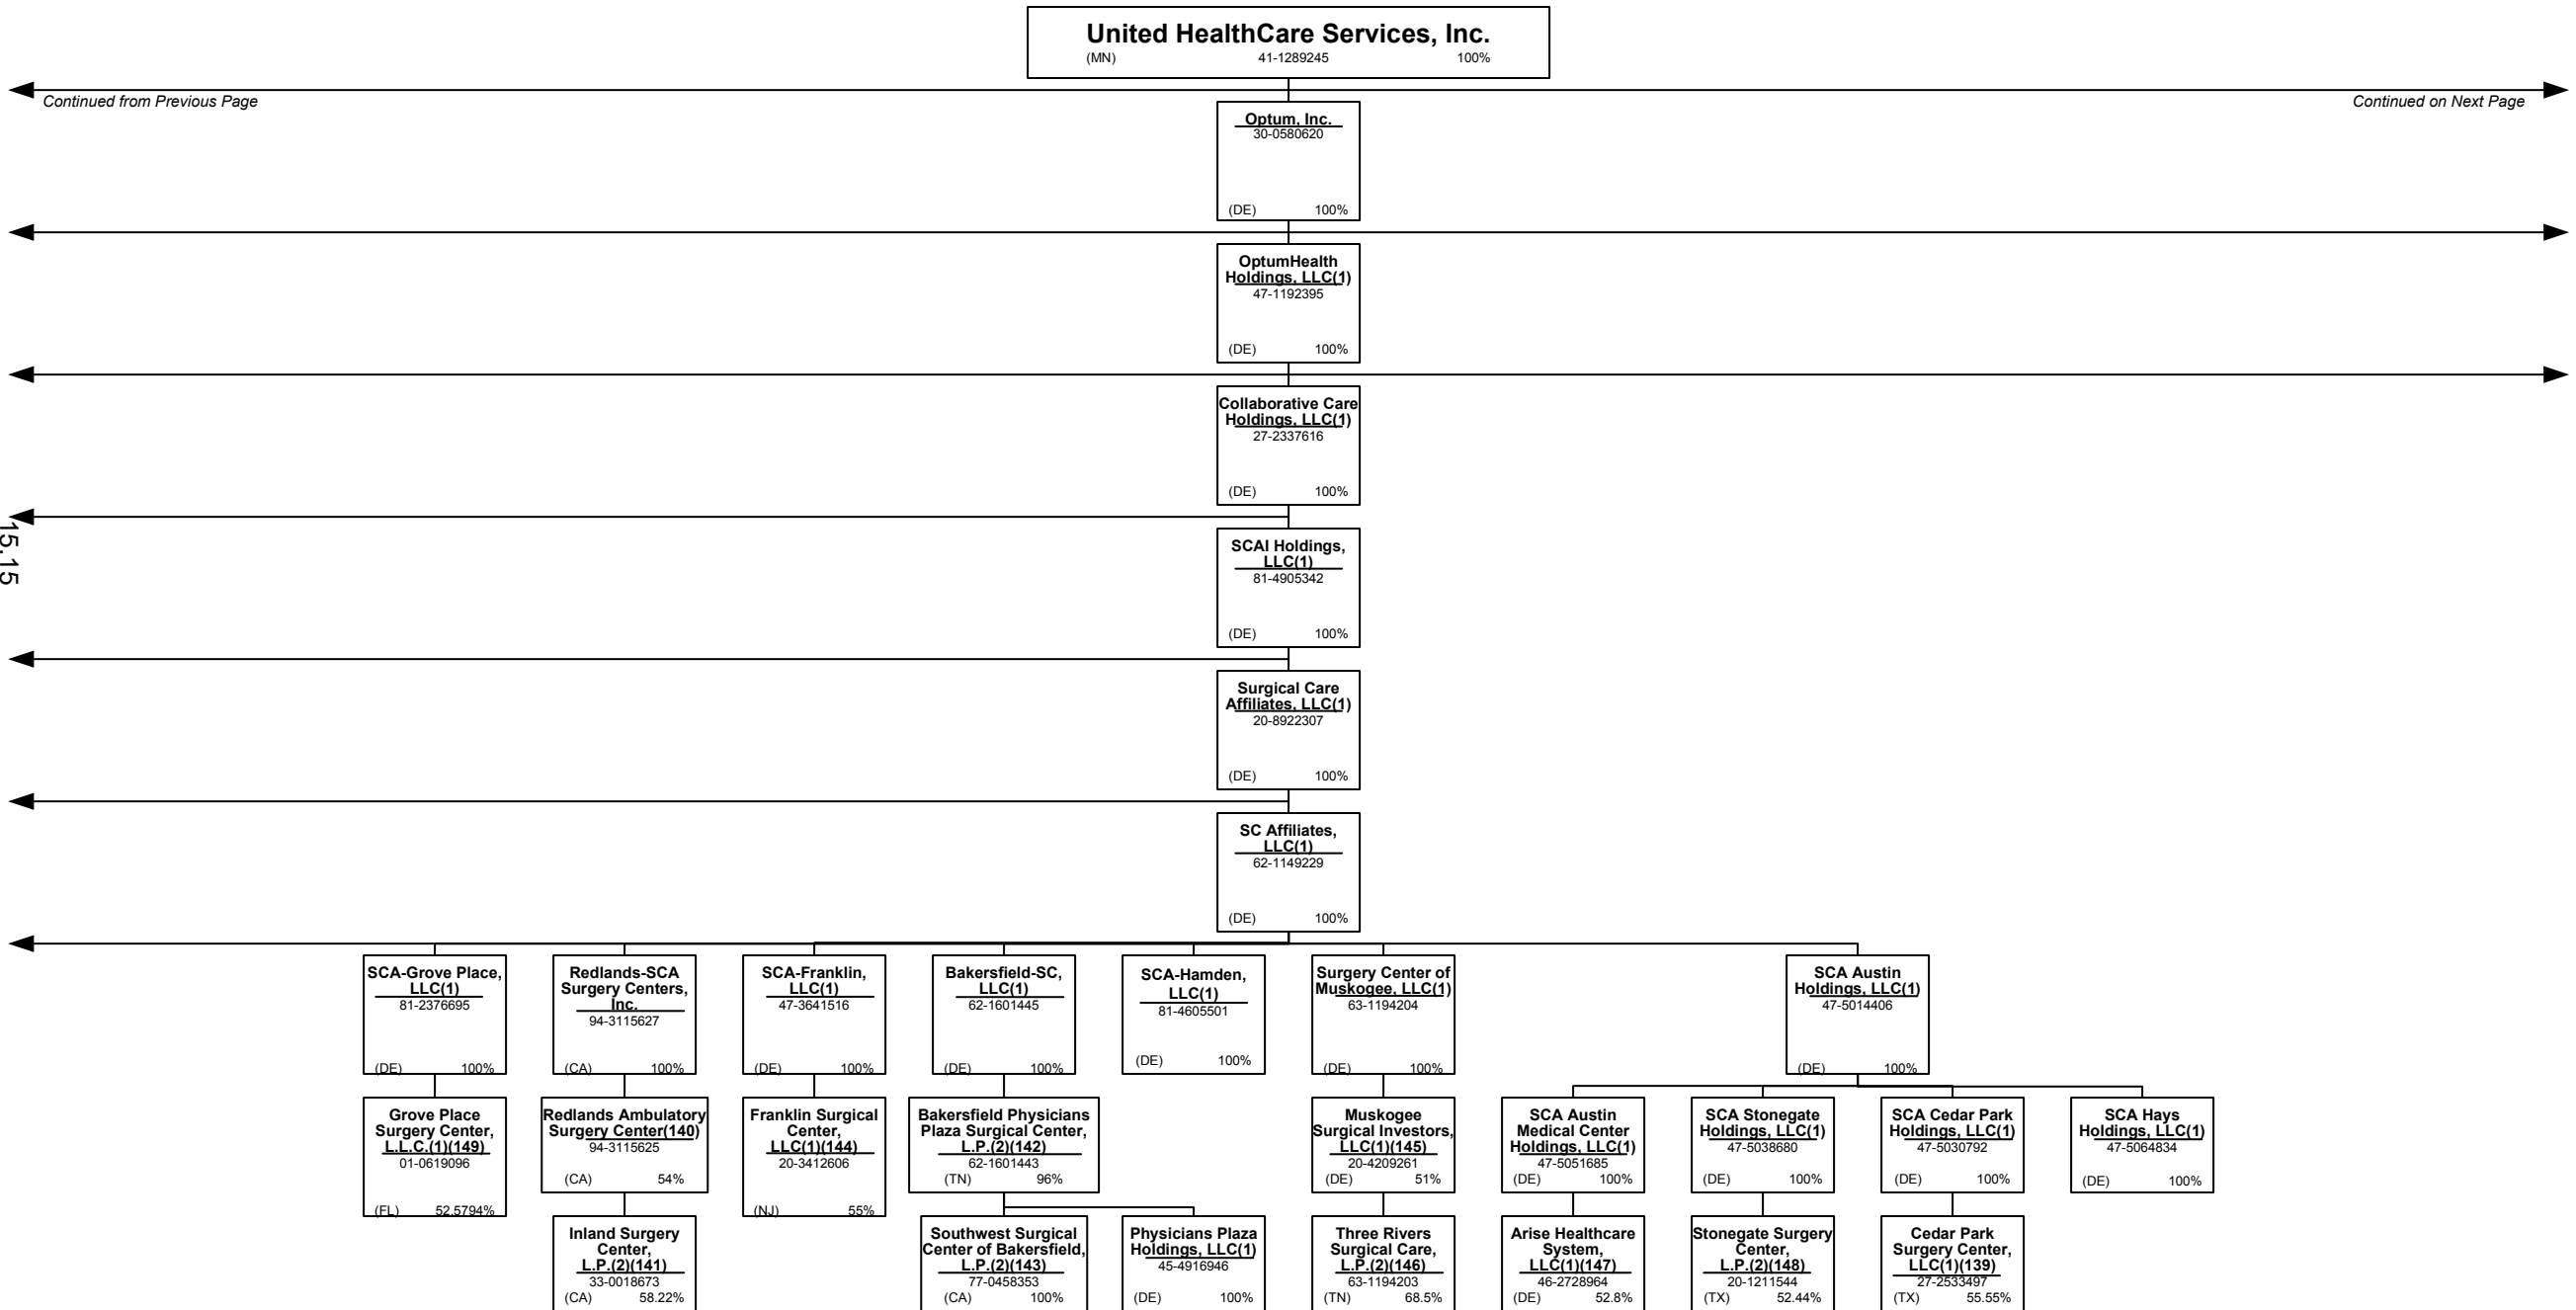 United HealthCare Services, Inc.
(MN) 41-1289245 100%
Continued from Previous Page
Continued on Next Page
Optum, Inc.
30-0580620
(DE) 100%
OptumHealth
Holdings, LLC(1)
47-1192395
(DE) 100%
Collaborative Care
Holdings, LLC(1)
27-2337616
(DE) 100%
15.15
SCAI Holdings,
LLC(1)
81-4905342
(DE) 100%
Surgical Care
Affiliates, LLC(1)
20-8922307
(DE) 100%
SC Affiliates,
LLC(1)
62-1149229
(DE) 100%
SCA-Grove Place,
LLC(1)
81-2376695
(DE) 100%
Redlands-SCA
Surgery Centers,
Inc.
94-3115627
(CA) 100%
SCA-Franklin,
LLC(1)
47-3641516
(DE) 100%
Bakersfield-SC,
LLC(1)
62-1601445
(DE) 100%
SCA-Hamden,
LLC(1)
81-4605501
(DE) 100%
Surgery Center of
Muskogee, LLC(1)
63-1194204
(DE) 100%
SCA Austin
Holdings, LLC(1)
47-5014406
(DE) 100%
Grove Place
Surgery Center,
L.L.C.(1)(149)
01-0619096
(FL) 52.5794%
Redlands Ambulatory
Surgery Center(140)
94-3115625
(CA) 54%
Franklin Surgical
Center,
LLC(1)(144)
20-3412606
(NJ) 55%
Bakersfield Physicians
Plaza Surgical Center,
L.P.(2)(142)
62-1601443
(TN) 96%
Muskogee
Surgical Investors,
LLC(1)(145)
20-4209261
(DE) 51%
SCA Austin
Medical Center
Holdings, LLC(1)
47-5051685
(DE) 100%
SCA Stonegate
Holdings, LLC(1)
47-5038680
(DE) 100%
SCA Cedar Park
Holdings, LLC(1)
47-5030792
(DE) 100%
SCA Hays
Holdings, LLC(1)
47-5064834
(DE) 100%
Inland Surgery
Center,
L.P.(2)(141)
33-0018673
(CA) 58.22%
Southwest Surgical
Center of Bakersfield,
L.P.(2)(143)
77-0458353
(CA) 100%
Physicians Plaza
Holdings, LLC(1)
45-4916946
(DE) 100%
Three Rivers
Surgical Care,
L.P.(2)(146)
63-1194203
(TN) 68.5%
Arise Healthcare
System,
LLC(1)(147)
46-2728964
(DE) 52.8%
Stonegate Surgery
Center,
L.P.(2)(148)
20-1211544
(TX) 52.44%
Cedar Park
Surgery Center,
LLC(1)(139)
27-2533497
(TX) 55.55%